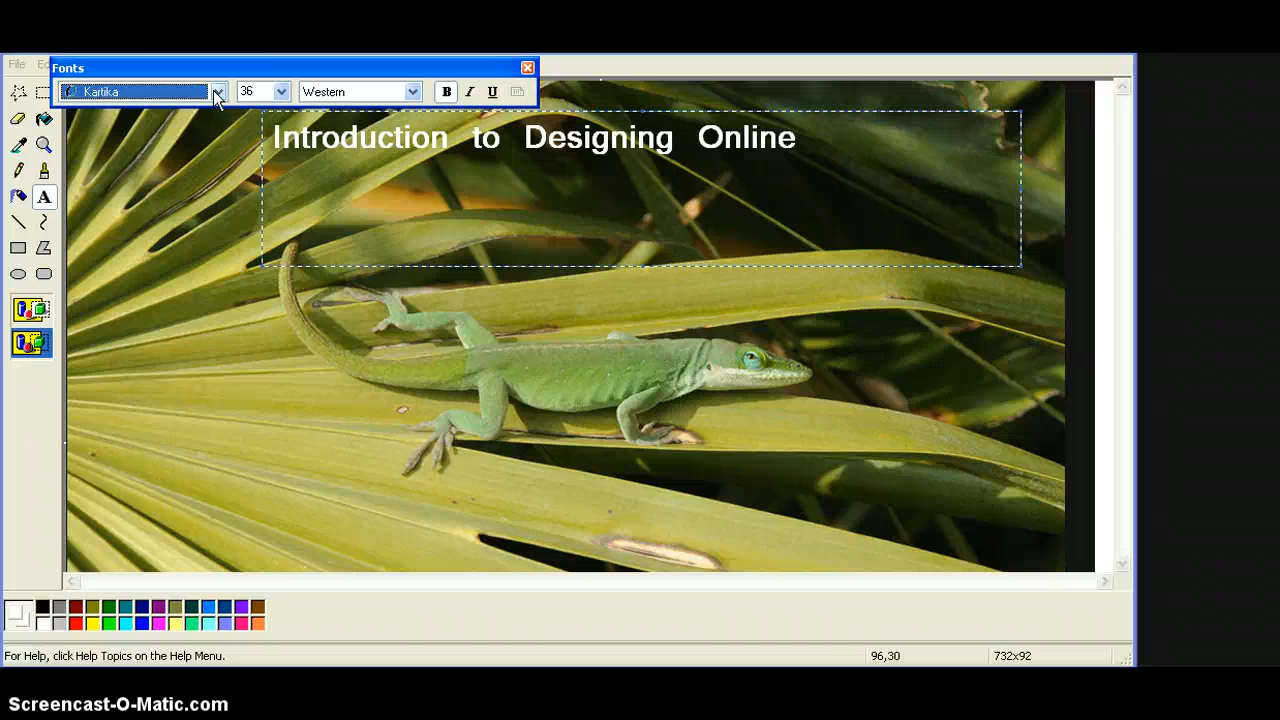 File
Fonts
Kartika 36 Western B I U
Introduction to Designing Online
A
For Help, click Help Topics on the Help Menu. 96,30 732x92
Screencast-O-Matic.com